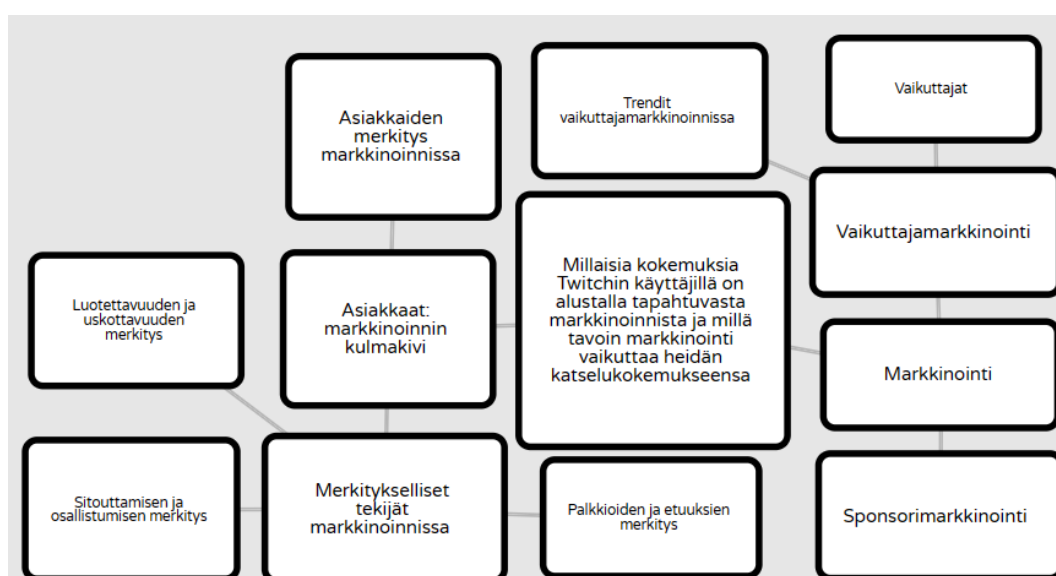 Asiakkaiden
merkitys
markkinoinnissa
Trendit
vaikuttajamarkkinoinnissa
Vaikuttajat
Vaikuttajamarkkinointi
Luotettavuuden ja
uskottavuuden
merkitys
Asiakkaat:
markkinoinnin
kulmakivi
Millaisia kokemuksia
Twitchin käyttäjillä on
alustalla tapahtuvasta
markkinoinnista ja millä
tavoin markkinointi
vaikuttaa heidän
katselukokemukseensa
Markkinointi
Sitouttamisen ja
osallistumisen merkitys
Merkitykselliset
tekijät
markkinoinnissa
Palkkioiden ja etuuksien
merkitys
Sponsorimarkkinointi